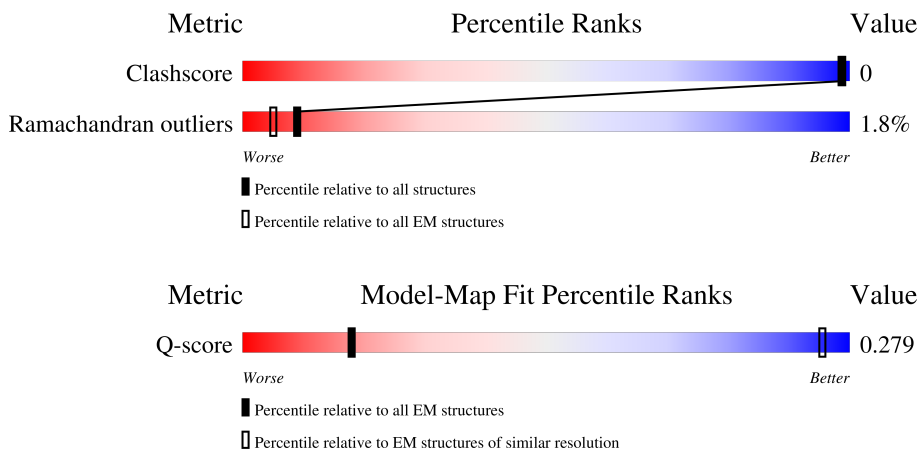 Metric Percentile Ranks Value
Clashscore 0
Ramachandran outliers 1.8%
Worse Better
Percentile relative to all structures
Percentile relative to all EM structures
Metric Model-Map Fit Percentile Ranks Value
Q-score 0.279
Worse Better
Percentile relative to all EM structures
Percentile relative to EM structures of similar resolution